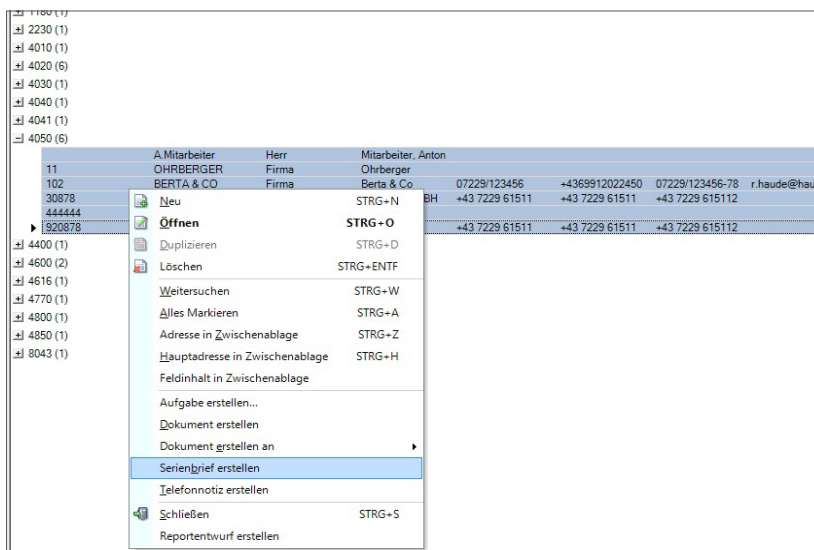 1180 (1)
2230 (1)
4010 (1)
4020 (6)
4030 (1)
4040 (1)
4041 (1)
4050 (6)
A.Mitarbeiter Herr Mitarbeiter, Anton
11 OHRBERGER Firma Ohrberger
102 BERTA & CO Firma Berta & Co 07229/123456 +4369912022450 07229/123456-78 r.haude@hau
30878 BH +43 7229 61511 +43 7229 61511 +43 7229 615112
444444
920878 +43 7229 61511 +43 7229 61511 +43 7229 615112
4400 (1)
4600 (2)
4616 (1)
4770 (1)
4800 (1)
4850 (1)
8043 (1)
Neu STRG+N
Öffnen STRG+O
Duplizieren STRG+D
Löschen STRG+ENTF
Weitersuchen STRG+W
Alles Markieren STRG+A
Adresse in Zwischenablage STRG+Z
Hauptadresse in Zwischenablage STRG+H
Feldinhalt in Zwischenablage
Aufgabe erstellen...
Dokument erstellen
Dokument erstellen an
Serienbrief erstellen
Telefonnotiz erstellen
Schließen STRG+S
Reportentwurf erstellen